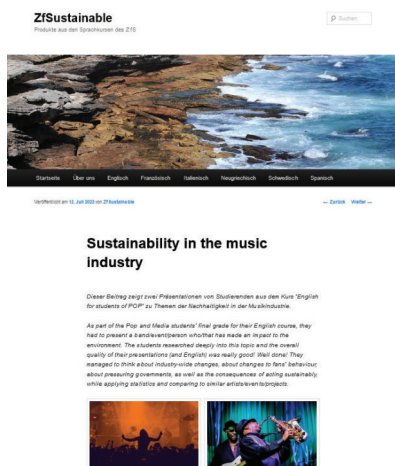 ZfSustainable
Produkte aus den Sprachkursen des ZfS
Suchen
Startseite Über uns Englisch Französisch Italienisch Neugriechisch Schwedisch Spanisch
Veröffentlicht am 12. Juli 2022 von ZfSustainable
← Zurück Weiter →
Sustainability in the music
industry
Dieser Beitrag zeigt zwei Präsentationen von Studierenden aus dem Kurs "English
for students of POP" zu Themen der Nachhaltigkeit in der Musikindustrie.
As part of the Pop and Media students' final grade for their English course, they
had to present a band/event/person who/that has made an impact to the
environment. The students researched deeply into this topic and the overall
quality of their presentations (and English) was really good! Well done! They
managed to think about industry-wide changes, about changes to fans' behaviour,
about pressuring governments, as well as the consequences of acting sustainably,
while applying statistics and comparing to similar artists/events/projects.